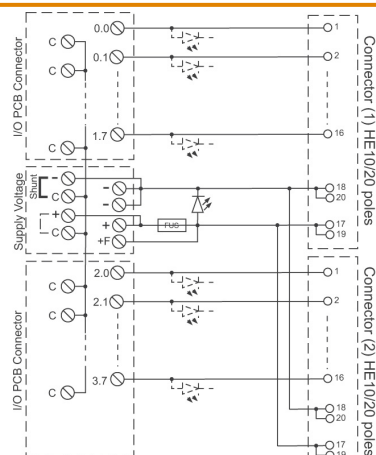 I/O PCB Connector
C
C
C
0.0
0.1
1.7
1
2
16
Connector (1) HE10/20 poles
Supply Voltage
Shunt
-
C
+
C
-
-
+
+F
FUS
18
20
17
19
I/O PCB Connector
C
C
C
2.0
2.1
3.7
1
2
16
18
20
17
19
Connector (2) HE10/20 poles